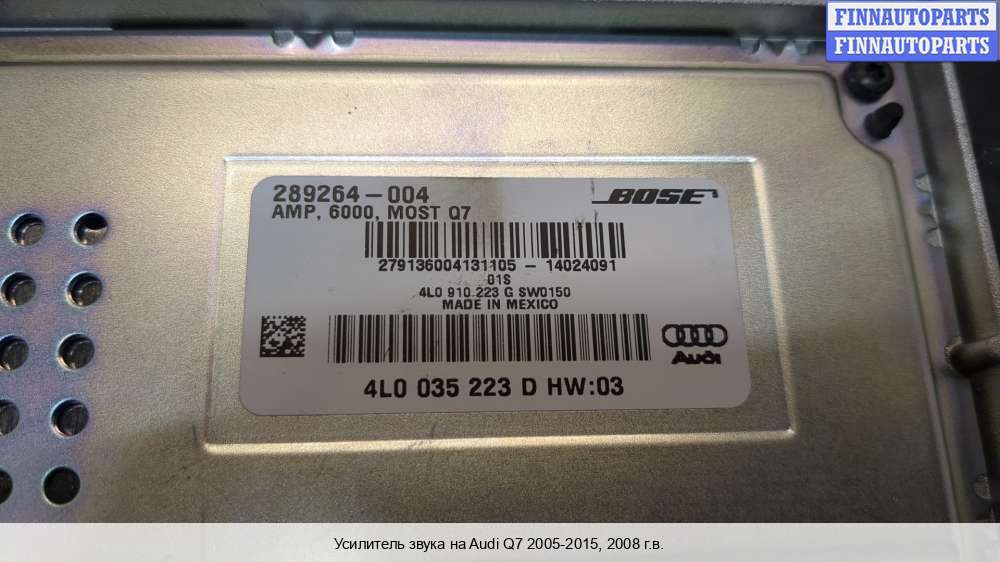 FINNAUTOPARTS
FINNAUTOPARTS
289264-004
BOSE
AMP, 6000, MOST Q7
279136004131105 - 14024091
01S
4L0 910 223 G SW0150
MADE IN MEXICO
Audi
4L0 035 223 D HW:03
Усилитель звука на Audi Q7 2005-2015, 2008 г.в.